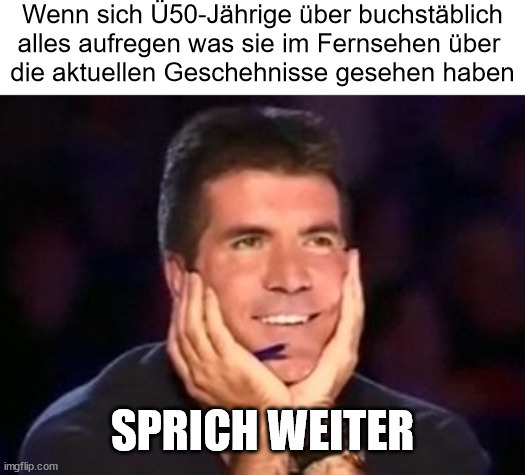 Wenn sich Ü50-Jährige über buchstäblich
alles aufregen was sie im Fernsehen über
die aktuellen Geschehnisse gesehen haben
SPRICH WEITER
imgflip.com